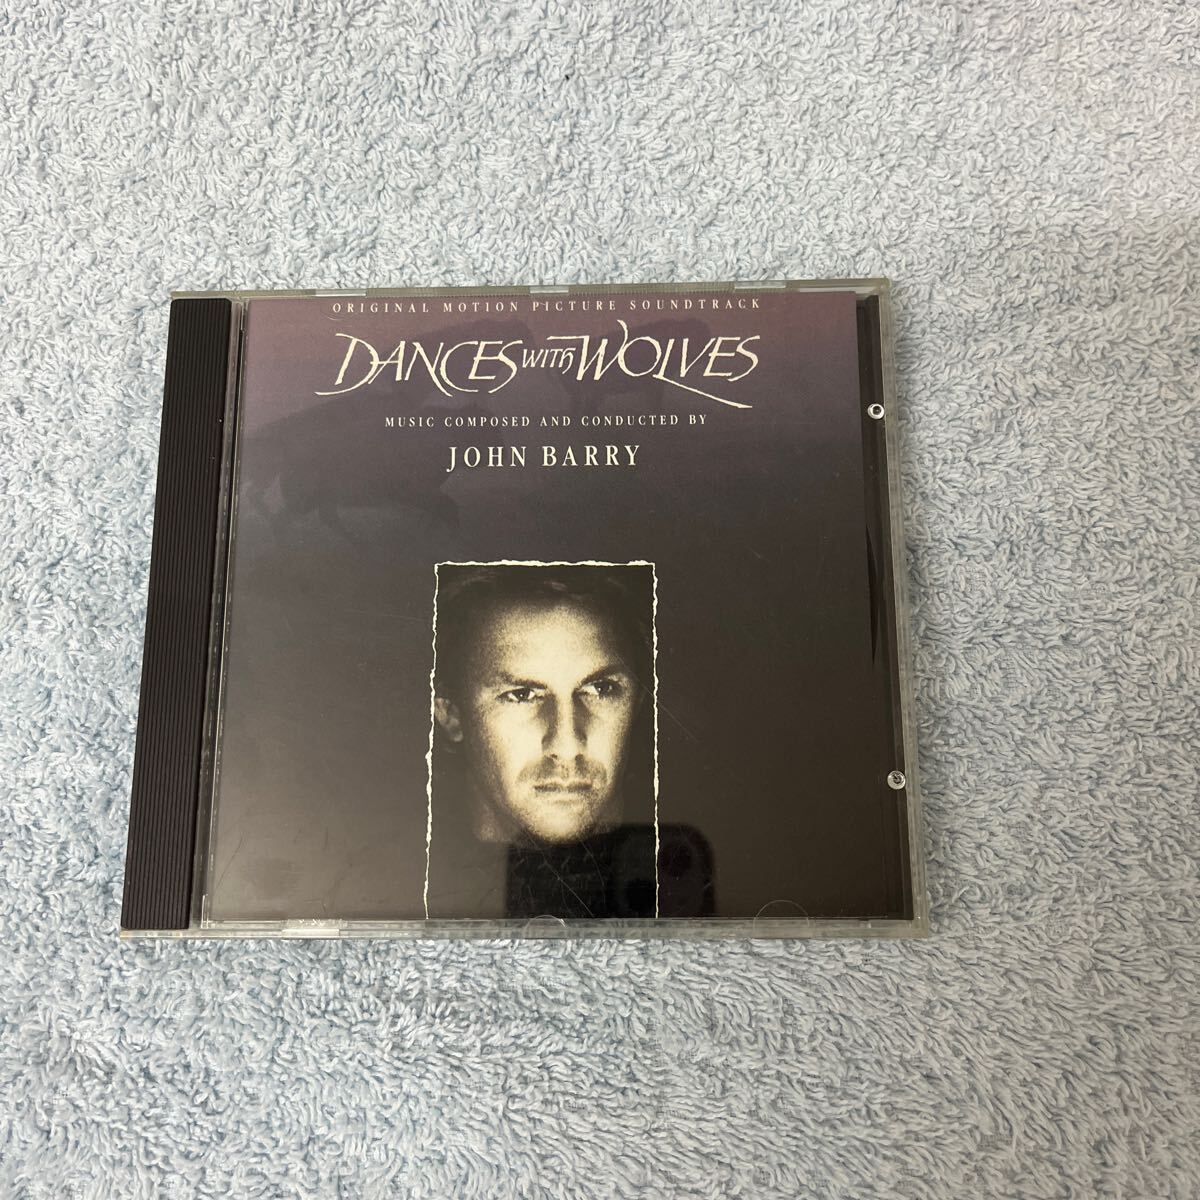 ORIGINAL MOTION PICTURE SOUNDTRACK
DANCES WITH WOLVES
MUSIC COMPOSED AND CONDUCTED BY
JOHN BARRY